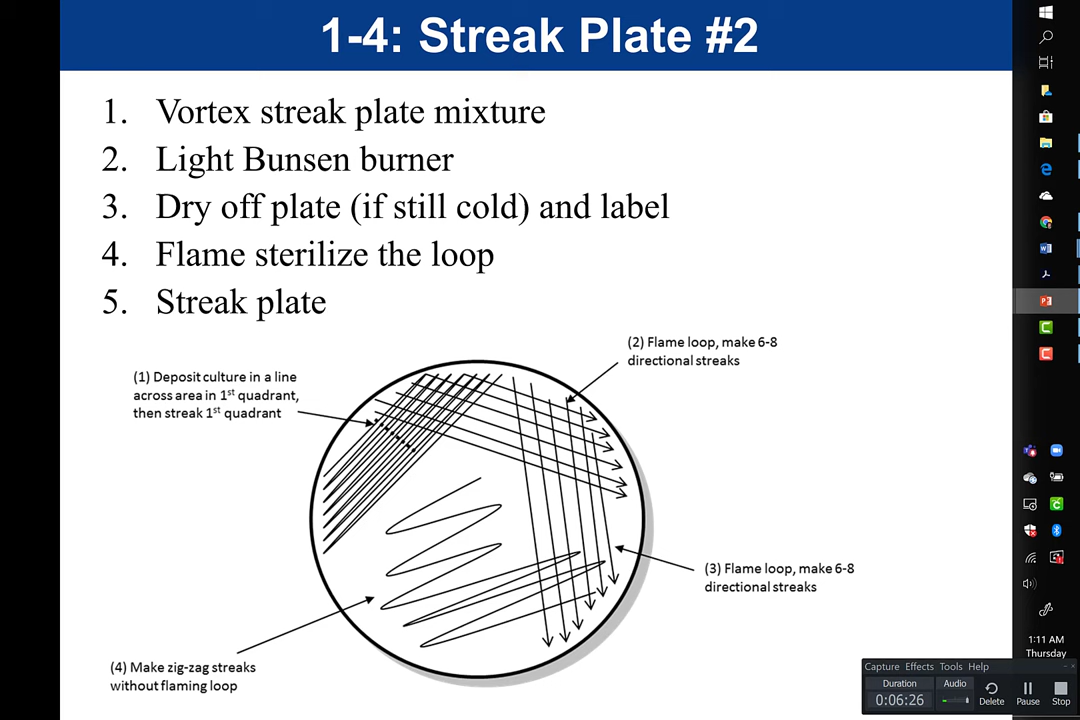 1-4: Streak Plate #2
1. Vortex streak plate mixture
2. Light Bunsen burner
3. Dry off plate (if still cold) and label
4. Flame sterilize the loop
5. Streak plate
(1) Deposit culture in a line
across area in 1st quadrant,
then streak 1st quadrant
(2) Flame loop, make 6-8
directional streaks
(3) Flame loop, make 6-8
directional streaks
(4) Make zig-zag streaks
without flaming loop
1:11 AM
Thursday
Capture Effects Tools Help
Duration
0:06:26
Audio
Delete
Pause
Stop